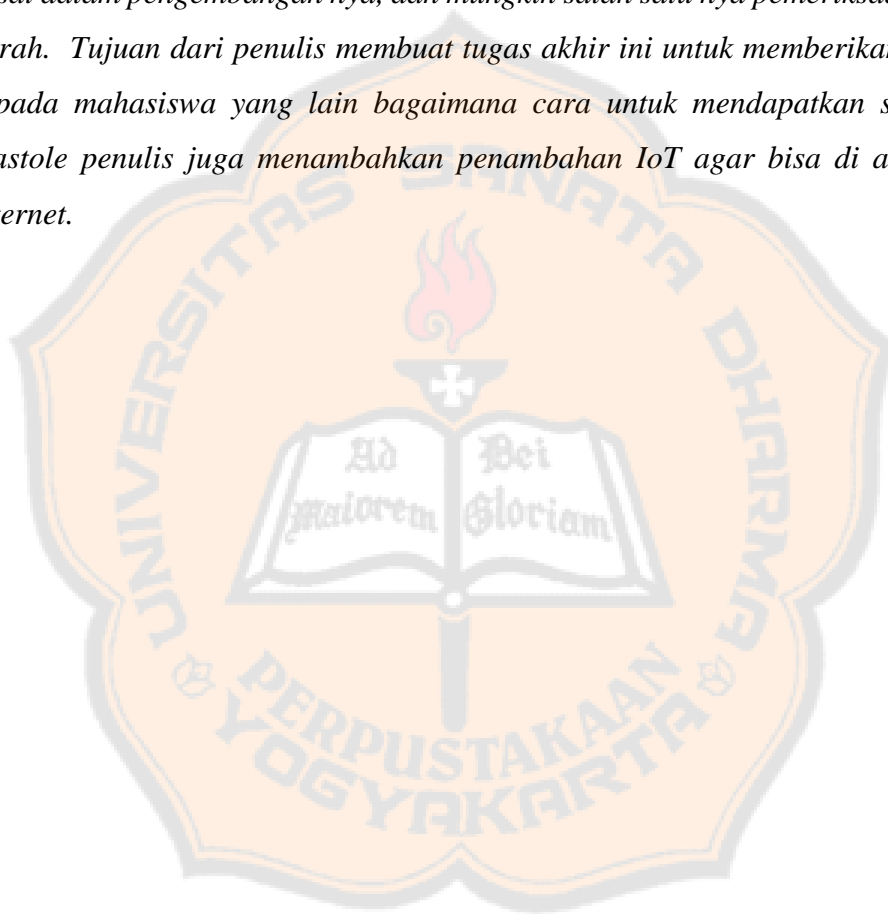 dalam pengembangan nya, dan mungkin salah satu nya
rah. Tujuan dari penulis membuat tugas akhir ini untuk memberikan
pada mahasiswa yang lain bagaimana cara untuk mendapatkan s
astole penulis juga menambahkan penambahan IoT agar bisa di a
ernet.
UNIVERSITAS SANATA DHARMA
Ad Dei
Maiorem Gloriam
PERPUSTAKAAN
YOGYAKARTA